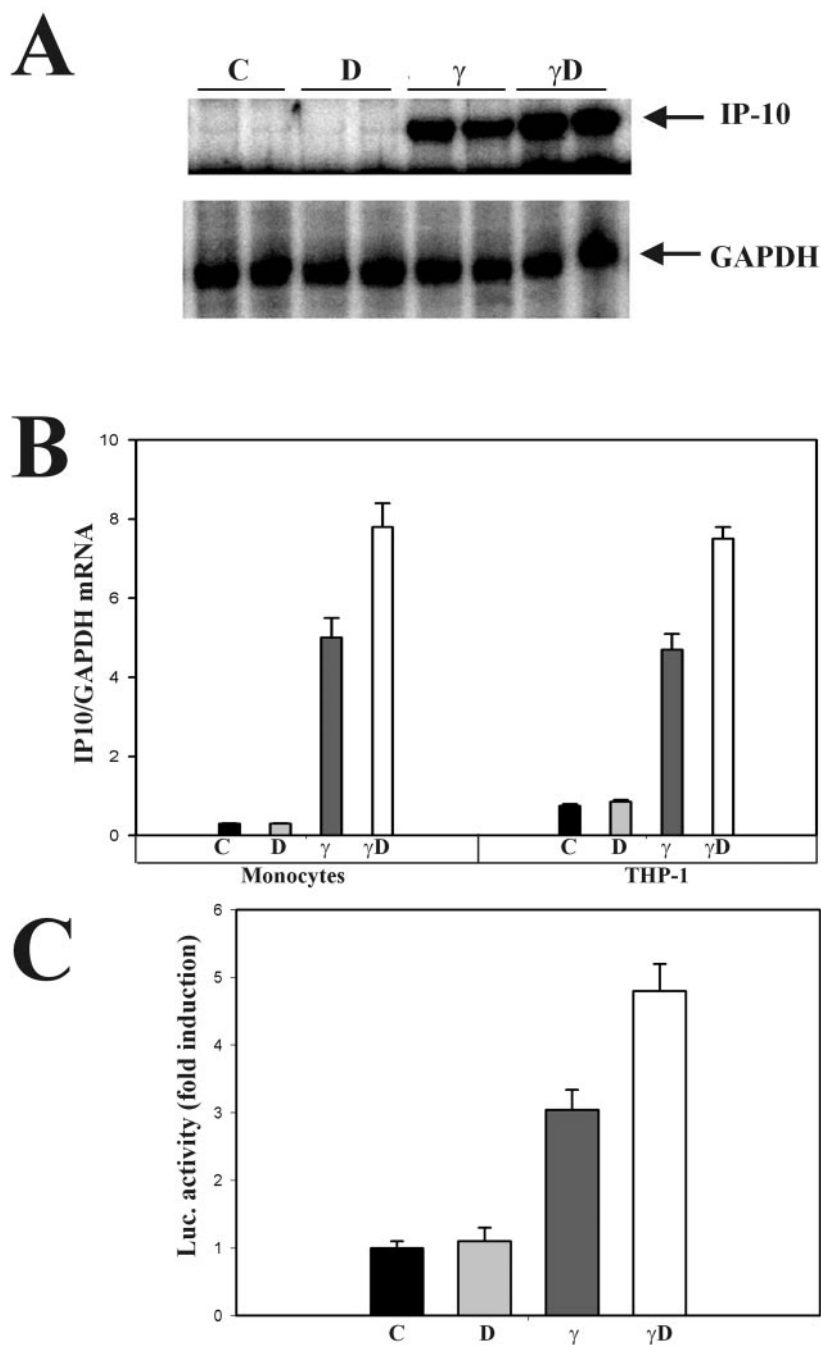 A
C D γ γD
IP-10
GAPDH
B
IP10/GAPDH mRNA
10
8
6
4
2
0
C D γ γD C D γ γD
Monocytes THP-1
C
Luc. activity (fold induction)
6
5
4
3
2
1
0
C D γ γD